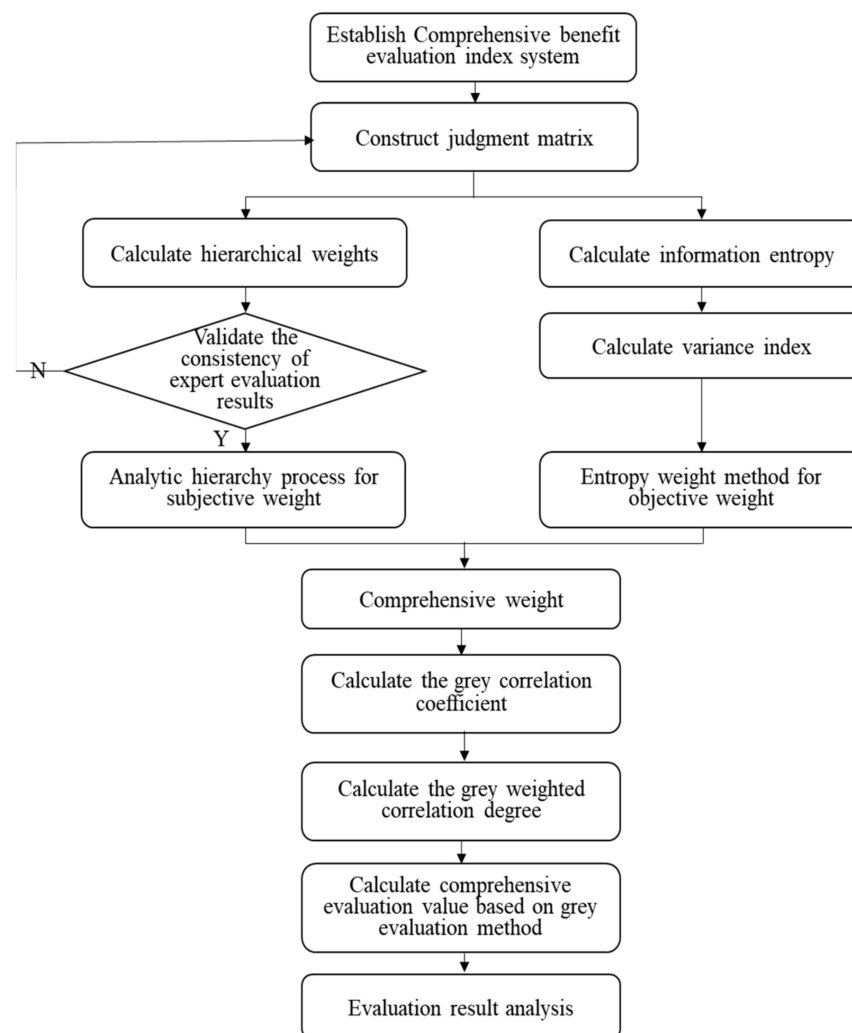 Establish Comprehensive benefit
evaluation index system
Construct judgment matrix
Calculate hierarchical weights
Calculate information entropy
Validate the
consistency of
expert evaluation
results
Calculate variance index
N
Y
Analytic hierarchy process for
subjective weight
Entropy weight method for
objective weight
Comprehensive weight
Calculate the grey correlation
coefficient
Calculate the grey weighted
correlation degree
Calculate comprehensive
evaluation value based on grey
evaluation method
Evaluation result analysis